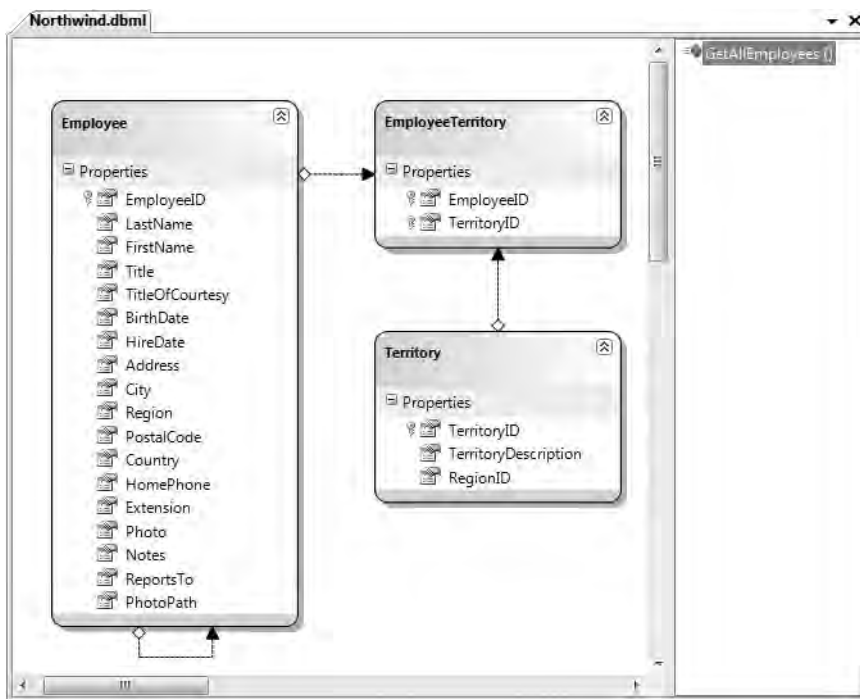 Northwind.dbml
GetAllEmployees ()
Employee
Properties
EmployeeID
LastName
FirstName
Title
TitleOfCourtesy
BirthDate
HireDate
Address
City
Region
PostalCode
Country
HomePhone
Extension
Photo
Notes
ReportsTo
PhotoPath
EmployeeTerritory
Properties
EmployeeID
TerritoryID
Territory
Properties
TerritoryID
TerritoryDescription
RegionID